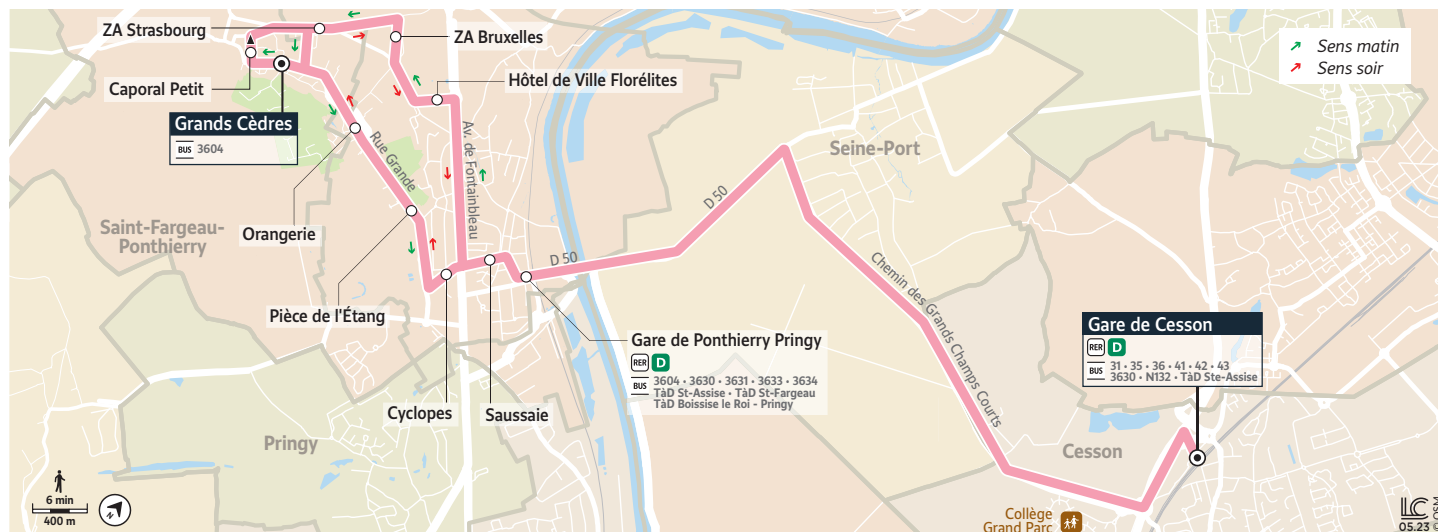 ZA Strasbourg
ZA Bruxelles
Sens matin
Sens soir
Caporal Petit
Hôtel de Ville Florélites
Grands Cèdres
BUS 3604
Rue Grande
Av. de Fontainbleau
Seine-Port
D 50
Saint-Fargeau-
Ponthierry
Orangerie
D 50
Chemin des Grands Champs Courts
Pièce de l'Étang
Gare de Ponthierry Pringy
RER D
BUS 3604 • 3630 • 3631 • 3633 • 3634
TàD St-Assise • TàD St-Fargeau
TàD Boissise le Roi - Pringy
Gare de Cesson
RER D
BUS 31 • 35 • 36 • 41 • 42 • 43
3630 • N132 • TàD Ste-Assise
Cyclopes
Saussaie
Pringy
Cesson
6 min
400 m
Collège
Grand Parc
LC
05.23
© OSM